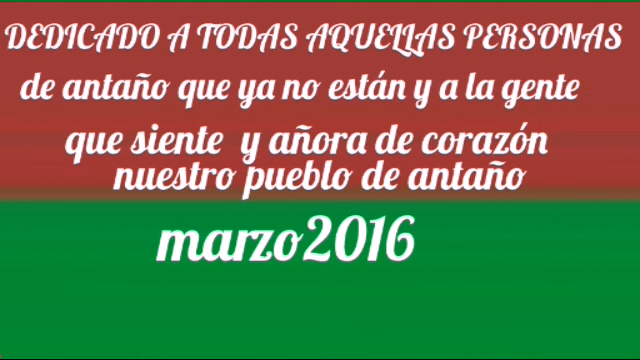 DEDICADO A TODAS AQUELLAS PERSONAS
de antaño que ya no están y a la gente
que siente y añora de corazón
nuestro pueblo de antaño
marzo2016